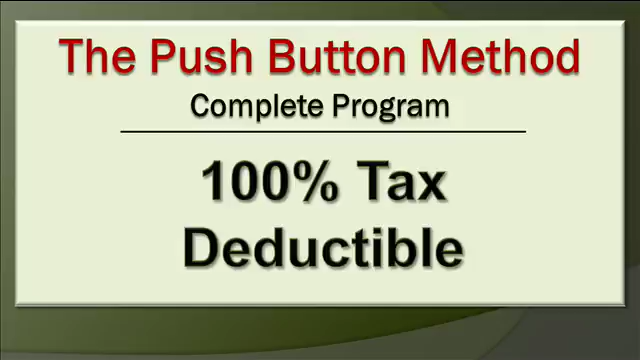 The Push Button Method
Complete Program
100% Tax
Deductible